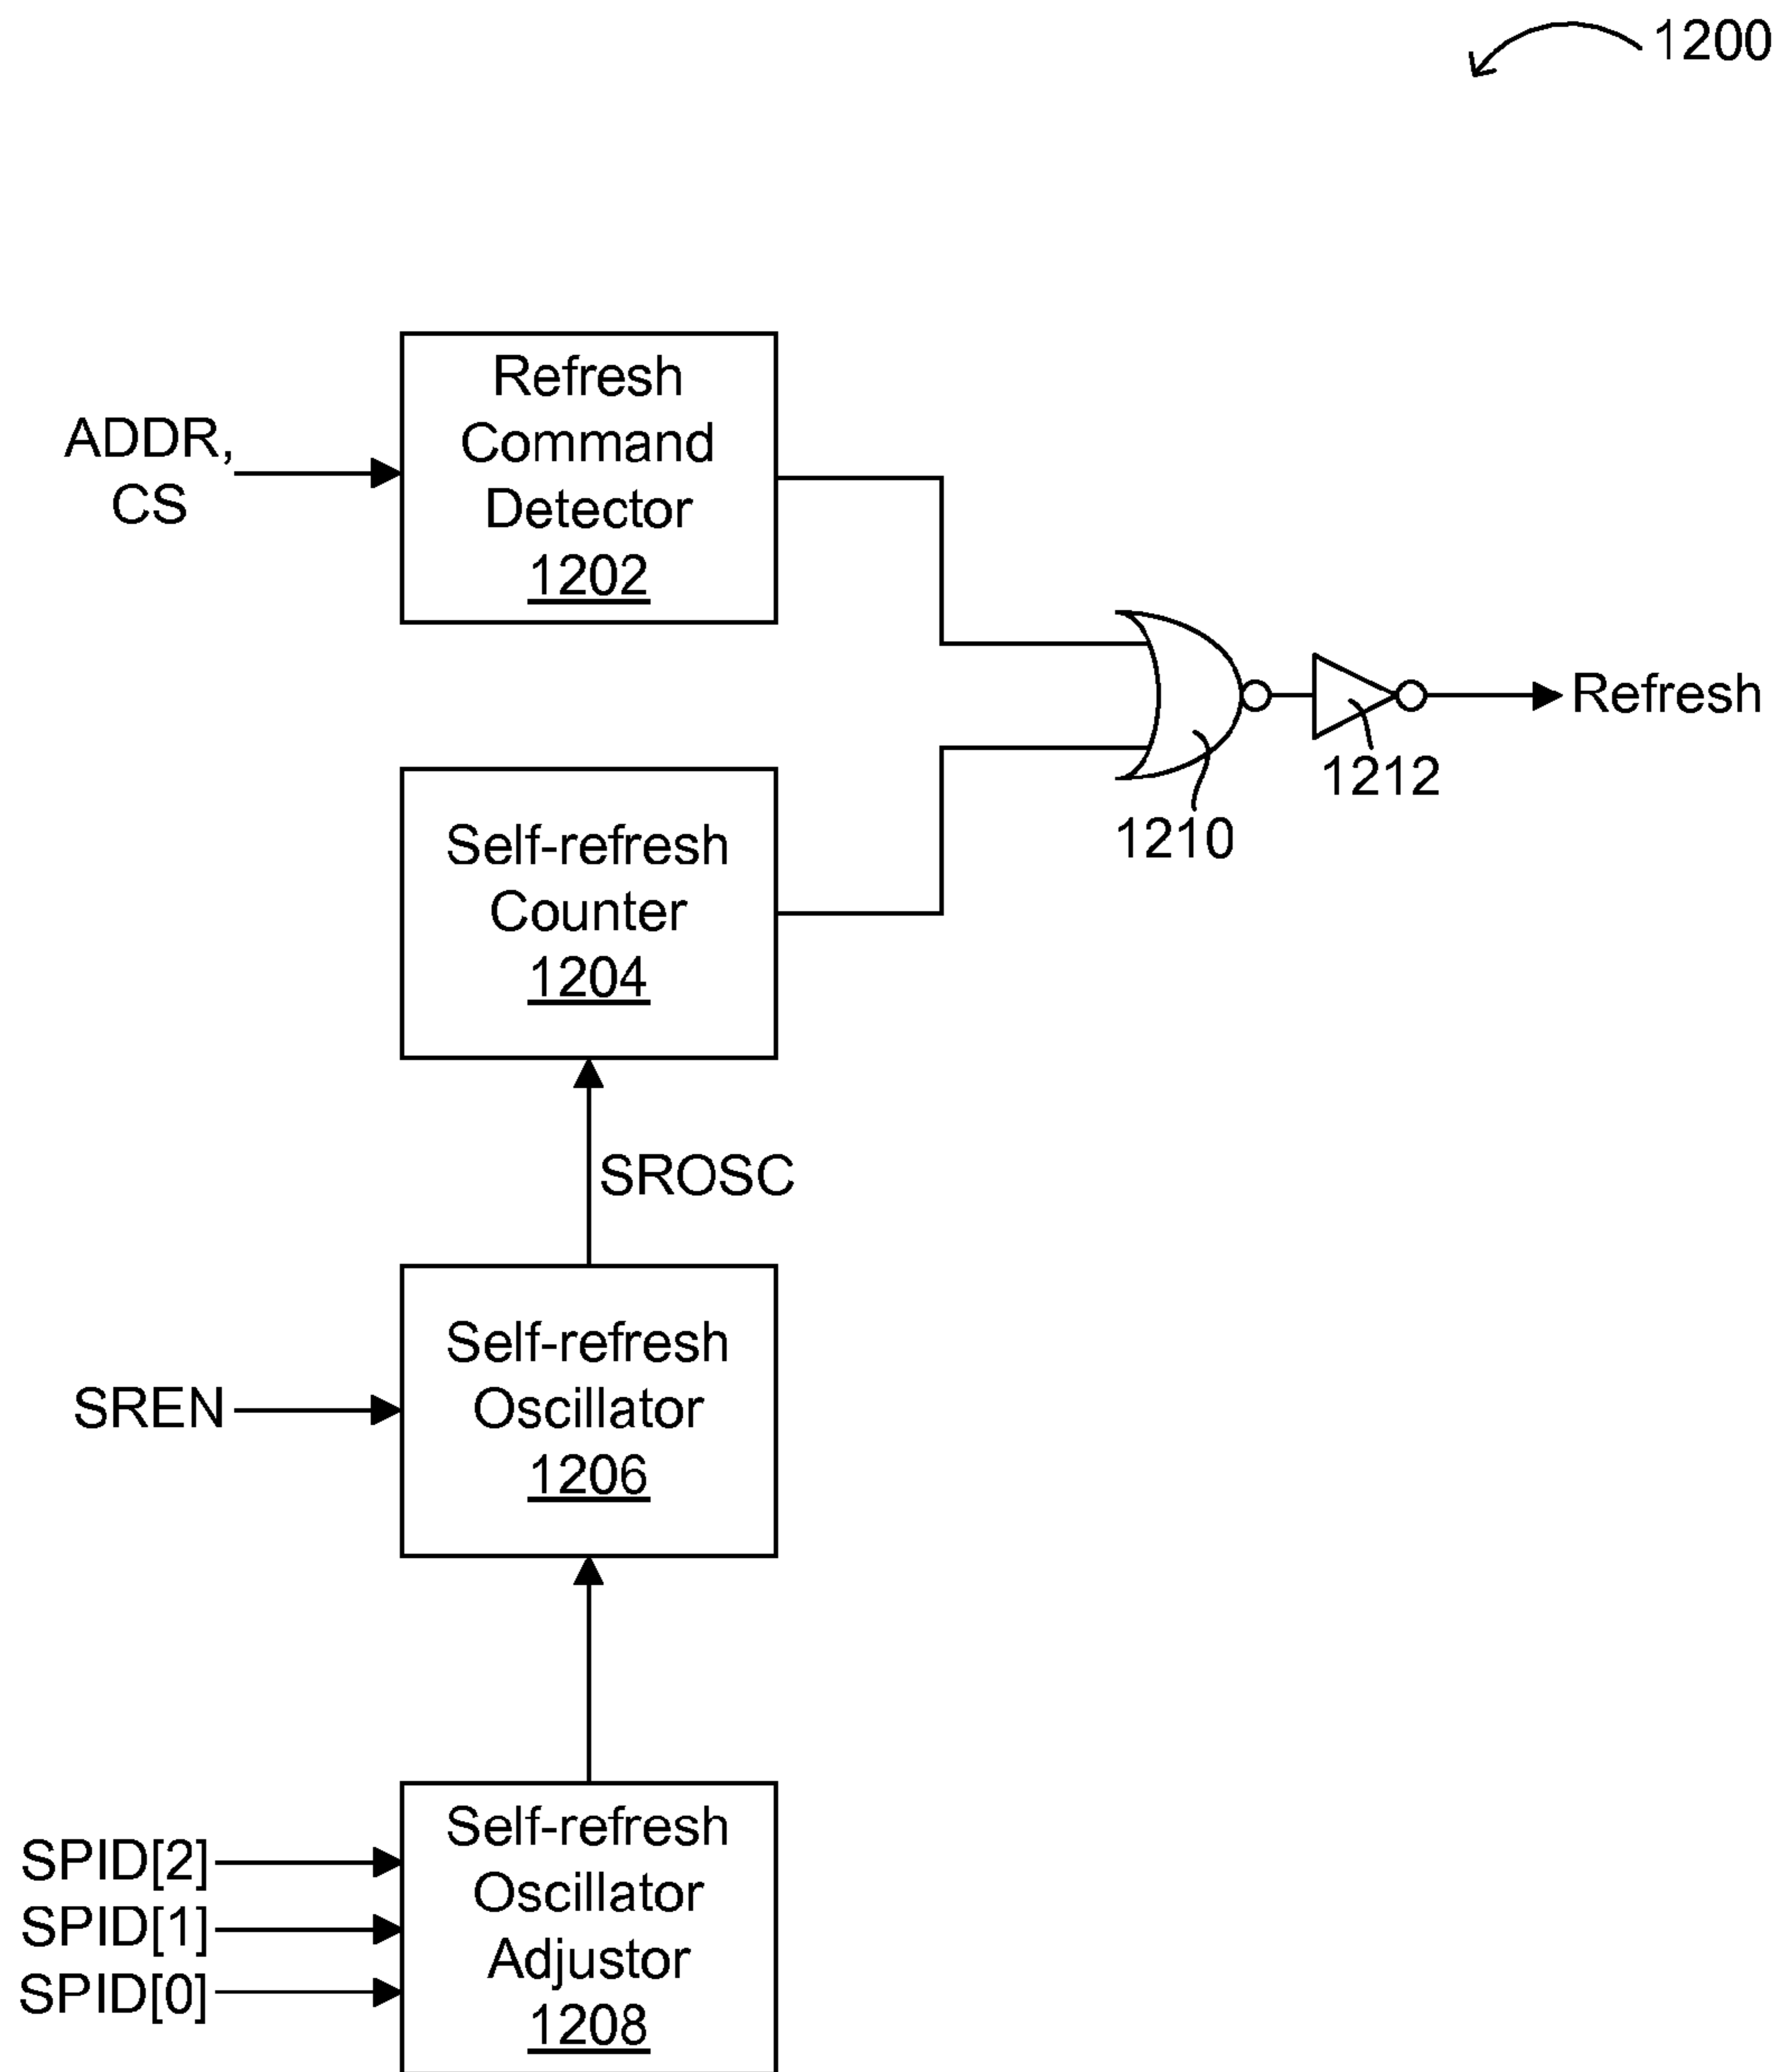 1200
ADDR,
CS
Refresh
Command
Detector
1202
Refresh
1212
1210
Self-refresh
Counter
1204
SROSC
SREN
Self-refresh
Oscillator
1206
SPID[2]
SPID[1]
SPID[0]
Self-refresh
Oscillator
Adjustor
1208